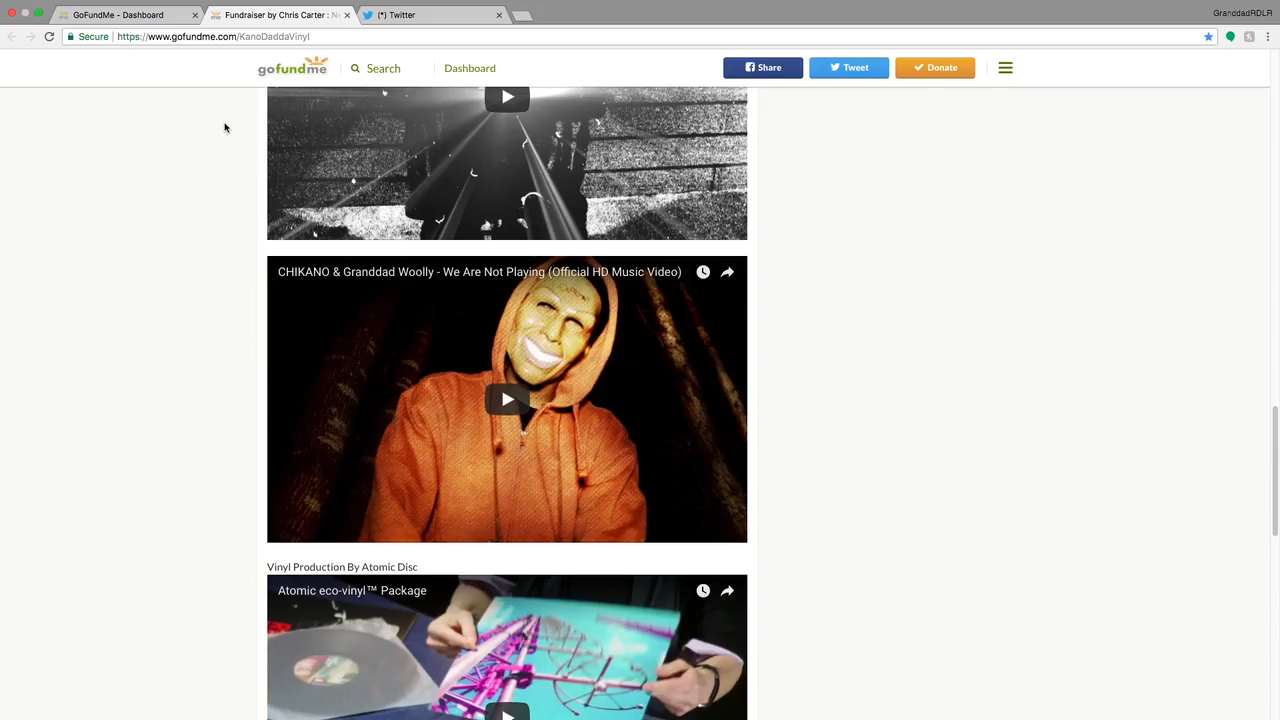 GoFundMe - Dashboard
Fundraiser by Chris Carter : Ne
(*) Twitter
GranddadRDLR
Secure
https://www.gofundme.com/KanoDaddaVinyl
gofundme
Search
Dashboard
Share
Tweet
Donate
CHIKANO & Granddad Woolly - We Are Not Playing (Official HD Music Video)
Vinyl Production By Atomic Disc
Atomic eco-vinyl™ Package